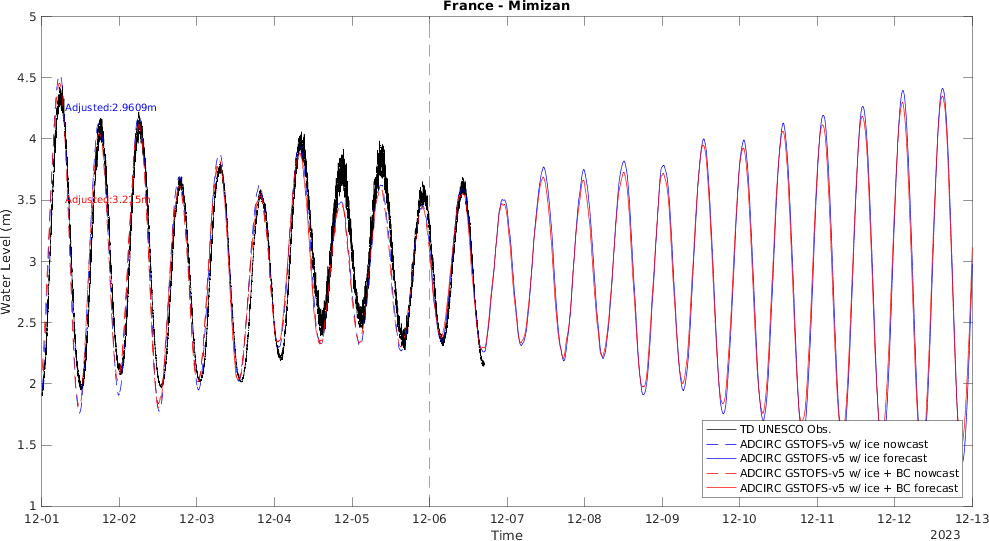 France - Mimizan
Water Level (m)
5
4.5
4
3.5
3
2.5
2
1.5
1
Adjusted:2.9609m
Adjusted:3.215m
TD UNESCO Obs.
ADCIRC GSTOFS-v5 w/ ice nowcast
ADCIRC GSTOFS-v5 w/ ice forecast
ADCIRC GSTOFS-v5 w/ ice + BC nowcast
ADCIRC GSTOFS-v5 w/ ice + BC forecast
12-01 12-02 12-03 12-04 12-05 12-06 12-07 12-08 12-09 12-10 12-11 12-12 12-13
Time
2023